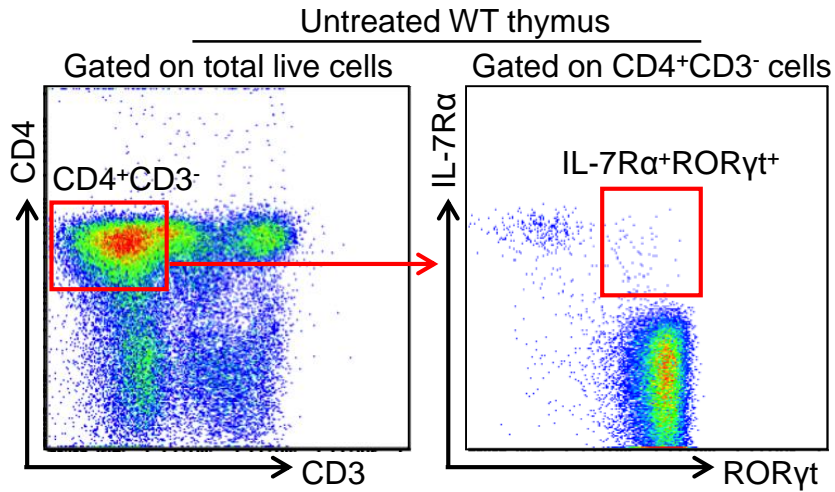 Untreated WT thymus
Gated on total live cells
Gated on CD4⁺CD3⁻ cells
CD4
CD4⁺CD3⁻
CD3
IL-7Rα
IL-7Rα⁺RORγt⁺
RORγt